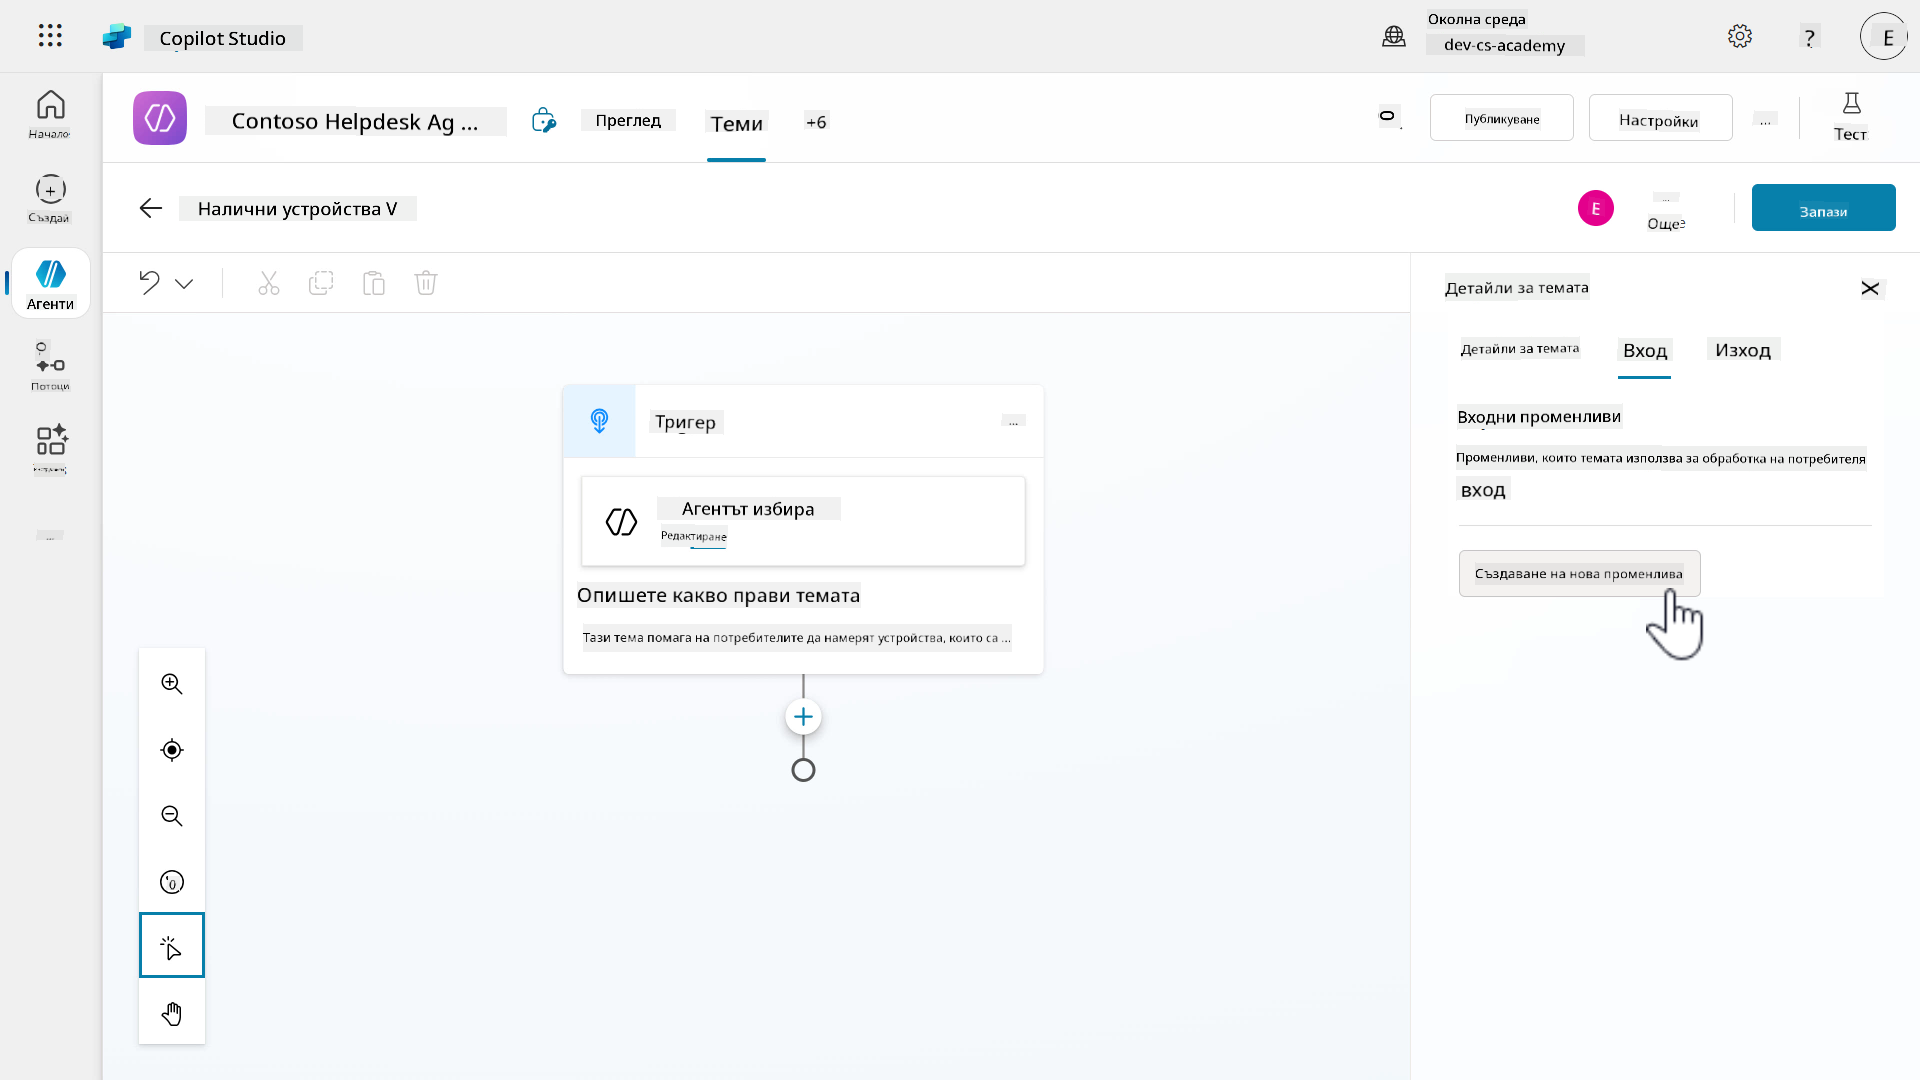 Copilot Studio
Околна среда
dev-cs-academy
?
E
Начало
Създай
Агенти
Потоци
...
Contoso Helpdesk Ag ...
Преглед
Теми
+6
Публикуване
Настройки
...
Тест
Налични устройства V
E
...
Още
Запази
Тригер
...
Агентът избира
Редактиране
Опишете какво прави темата
Тази тема помага на потребителите да намерят устройства, които са ...
Детайли за темата
Детайли за темата
Вход
Изход
Входни променливи
Променливи, които темата използва за обработка на потребителя
вход
Създаване на нова променлива